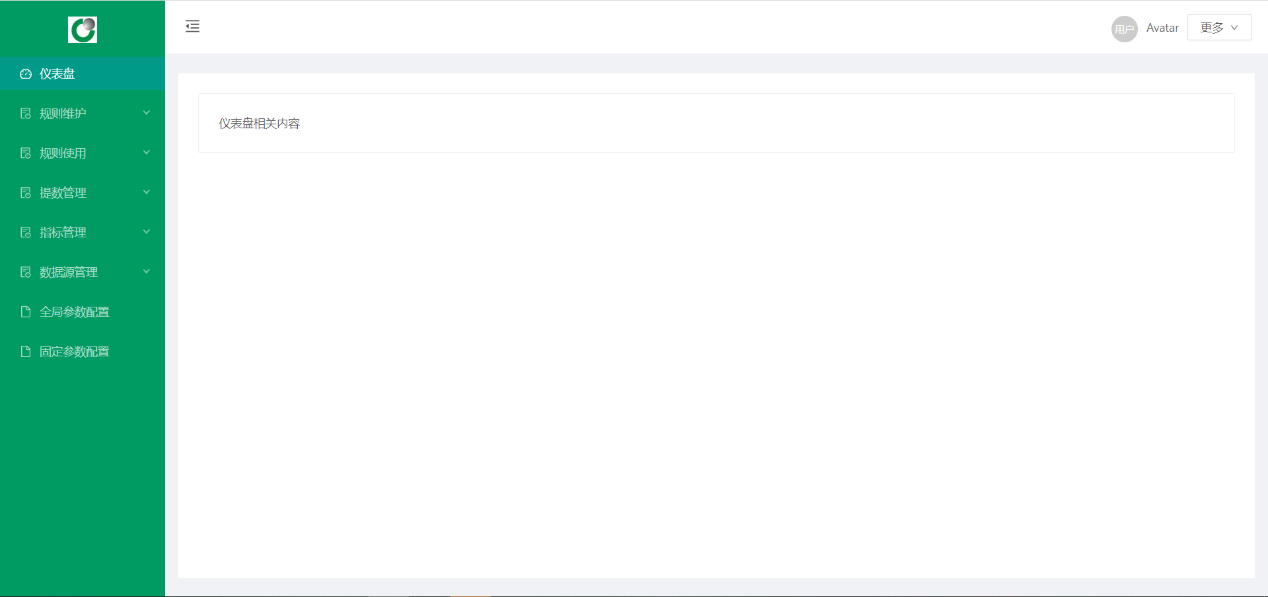 用户 Avatar 更多
仪表盘
规则维护
规则使用
提数管理
指标管理
数据源管理
全局参数配置
固定参数配置
仪表盘相关内容